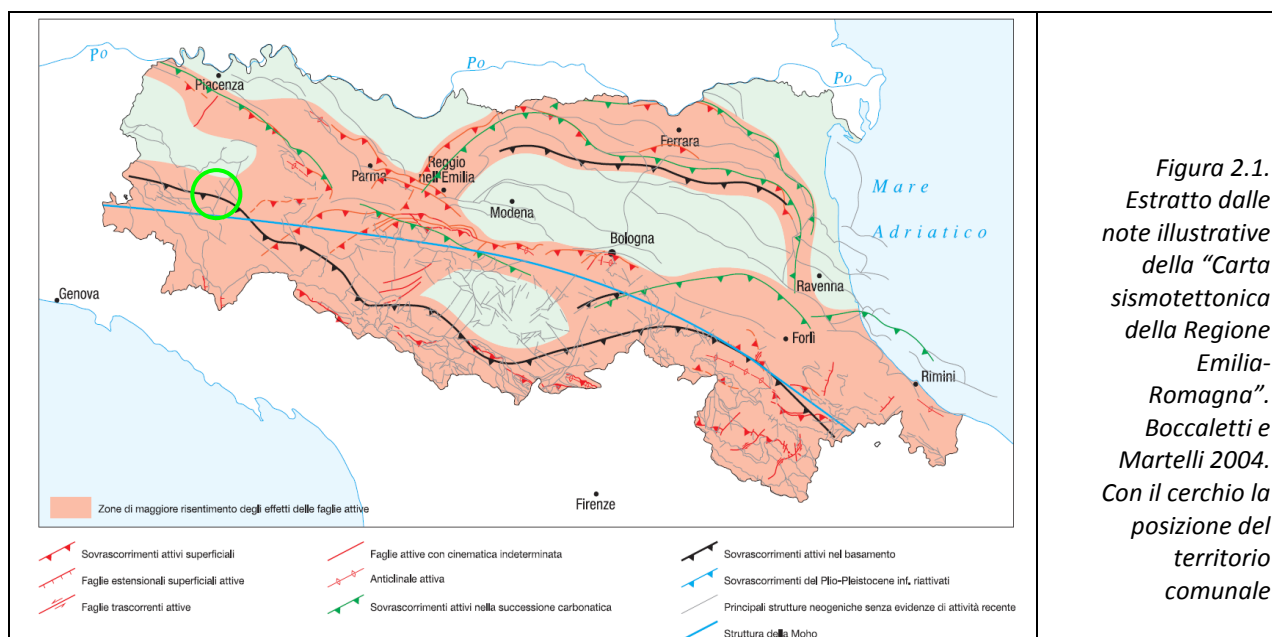 Po
Piacenza
Po
Po
Ferrara
Parma
Reggio
nell'Emilia
Modena
Mare
Adriatico
Bologna
Ravenna
Genova
Forlì
Rimini
Firenze
Zone di maggiore risentimento degli effetti delle faglie attive
Sovrascorrimenti attivi superficiali
Faglie estensionali superficiali attive
Faglie trascorrenti attive
Faglie attive con cinematica indeterminata
Anticlinale attiva
Sovrascorrimenti attivi nella successione carbonatica
Sovrascorrimenti attivi nel basamento
Sovrascorrimenti del Plio-Pleistocene inf. riattivati
Principali strutture neogeniche senza evidenze di attività recente
Struttura della Moho
Figura 2.1.
Estratto dalle
note illustrative
della “Carta
sismotettonica
della Regione
Emilia-
Romagna”.
Boccaletti e
Martelli 2004.
Con il cerchio la
posizione del
territorio
comunale